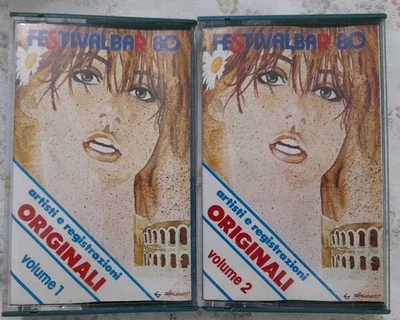 FESTIVALBAR 80
artisti e registrazioni
ORIGINALI
volume 1
FESTIVALBAR 80
artisti e registrazioni
ORIGINALI
volume 2